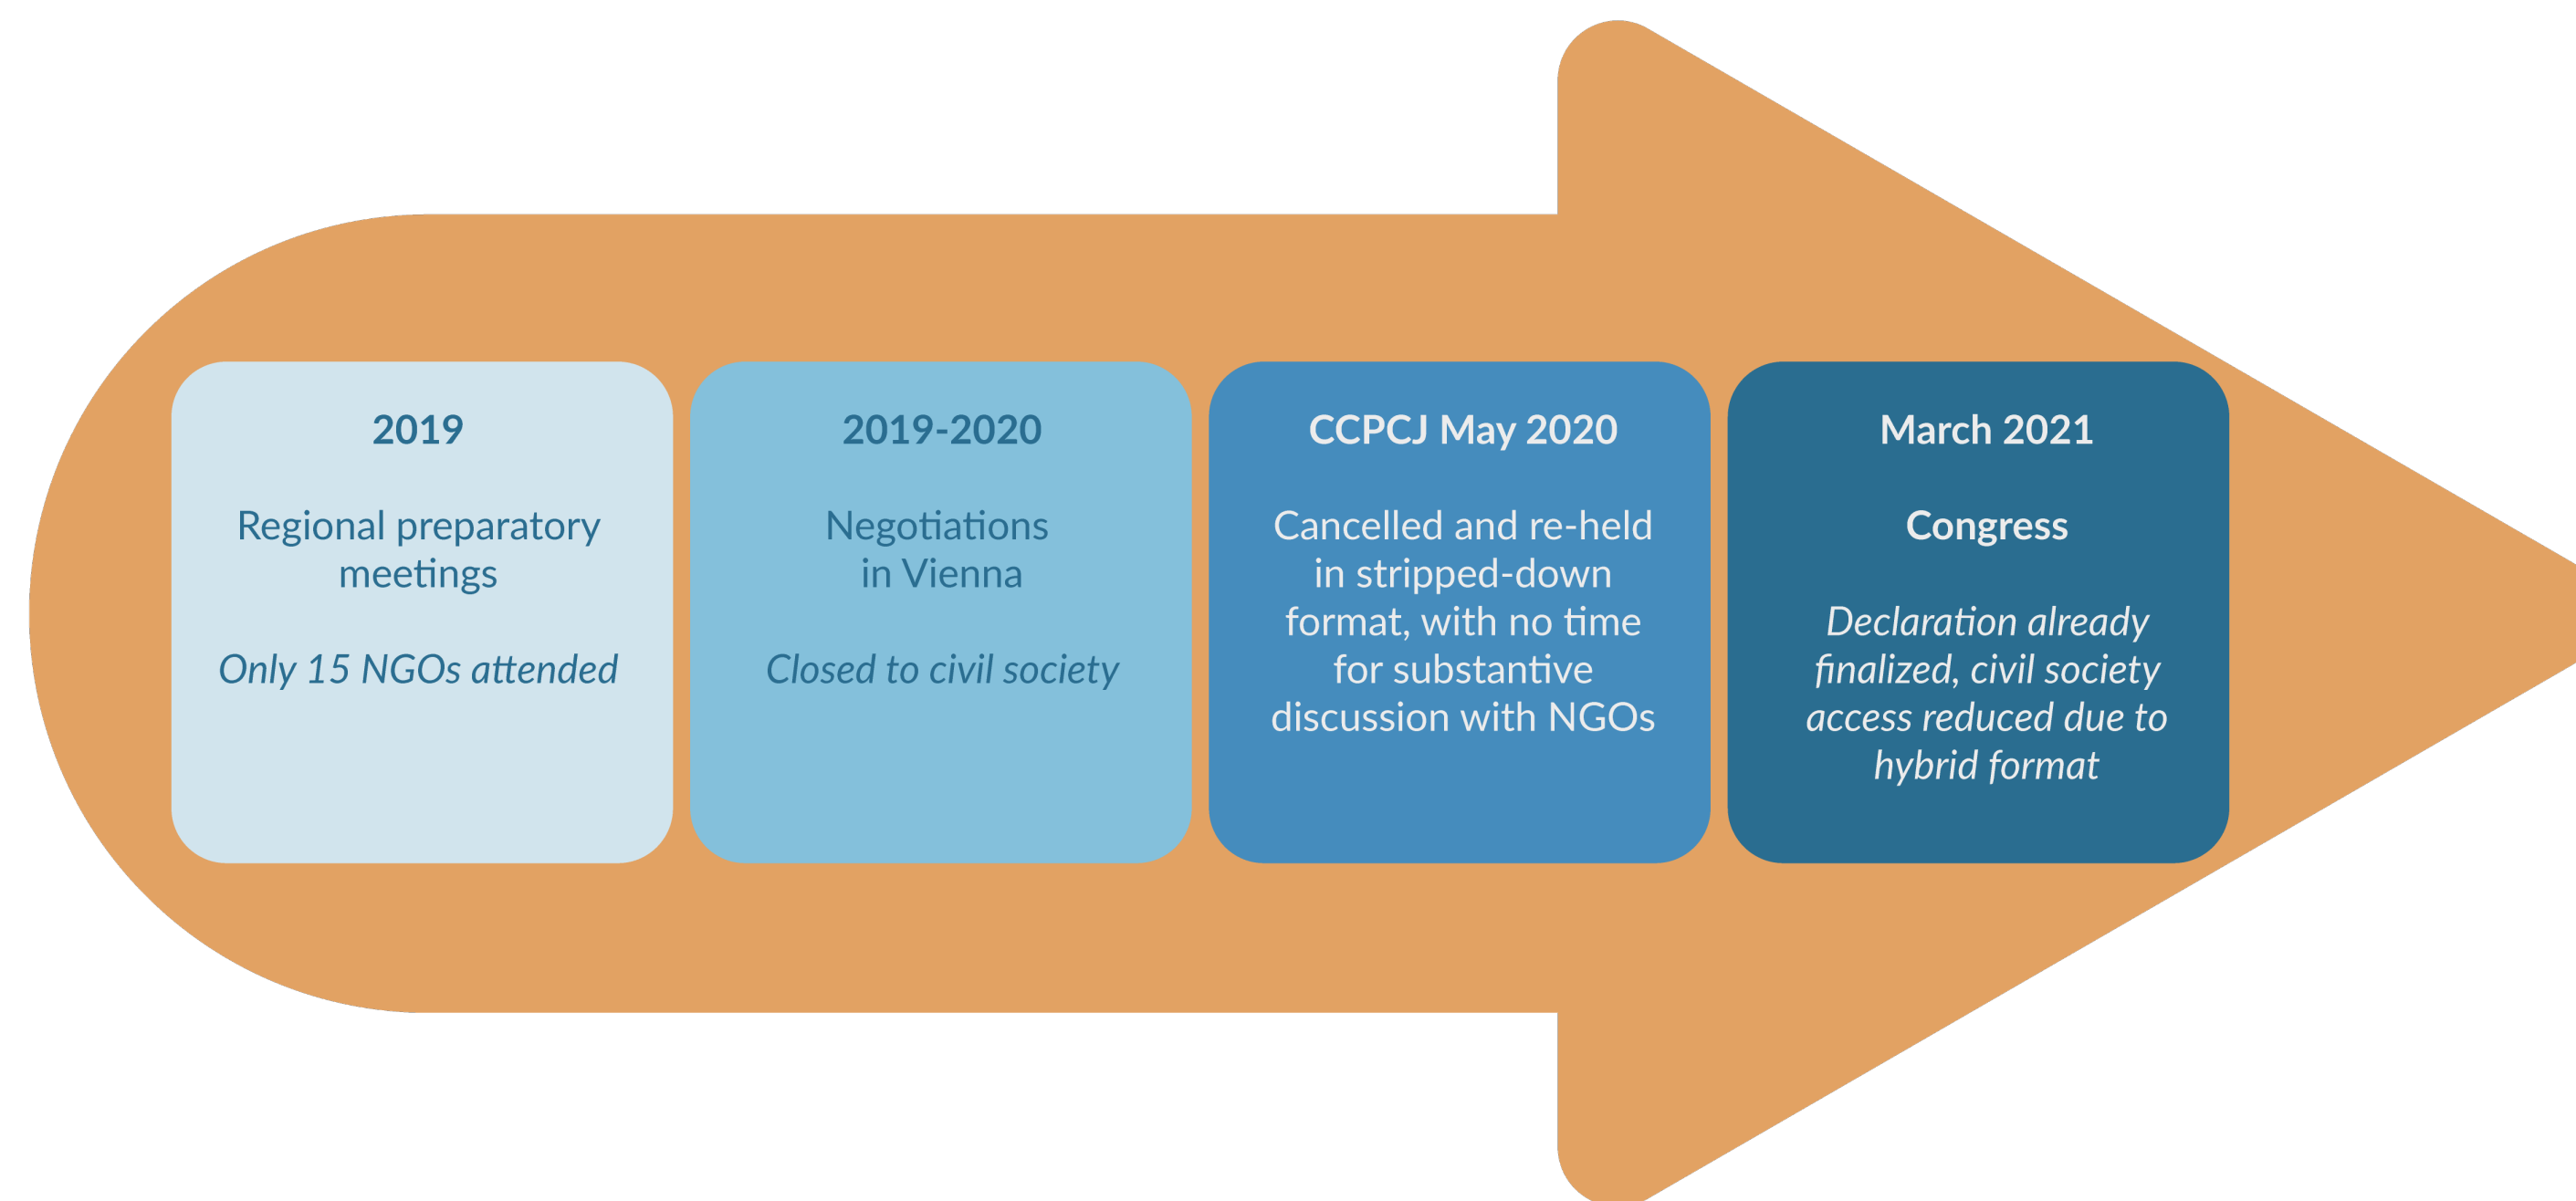 2019
Regional preparatory
meetings
Only 15 NGOs attended
2019-2020
Negotiations
in Vienna
Closed to civil society
CCPCJ May 2020
Cancelled and re-held
in stripped-down
format, with no time
for substantive
discussion with NGOs
March 2021
Congress
Declaration already
finalized, civil society
access reduced due to
hybrid format